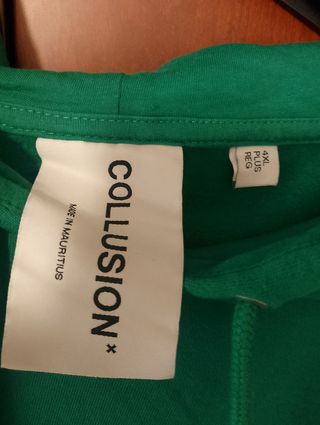 COLLUSION×
MADE IN MAURITIUS
4XL
PLUS
REG